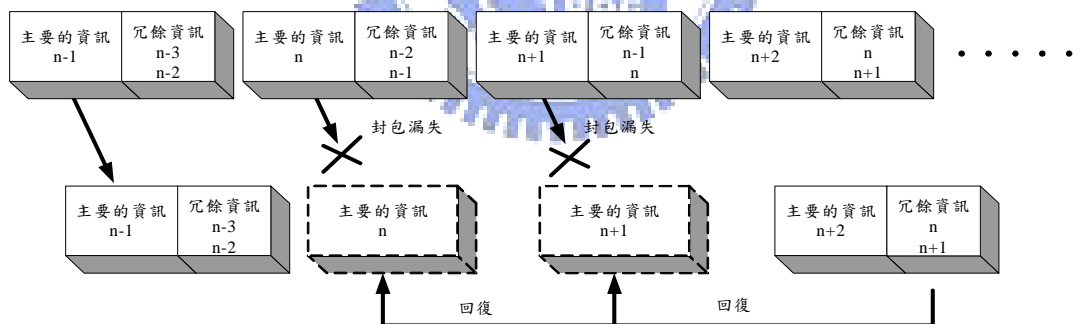 主要的資訊
n-1
冗餘資訊
n-3
n-2
主要的資訊
n
冗餘資訊
n-2
n-1
主要的資訊
n+1
冗餘資訊
n-1
n
主要的資訊
n+2
冗餘資訊
n
n+1
封包漏失
封包漏失
主要的資訊
n-1
冗餘資訊
n-3
n-2
主要的資訊
n
主要的資訊
n+1
主要的資訊
n+2
冗餘資訊
n
n+1
回復
回復